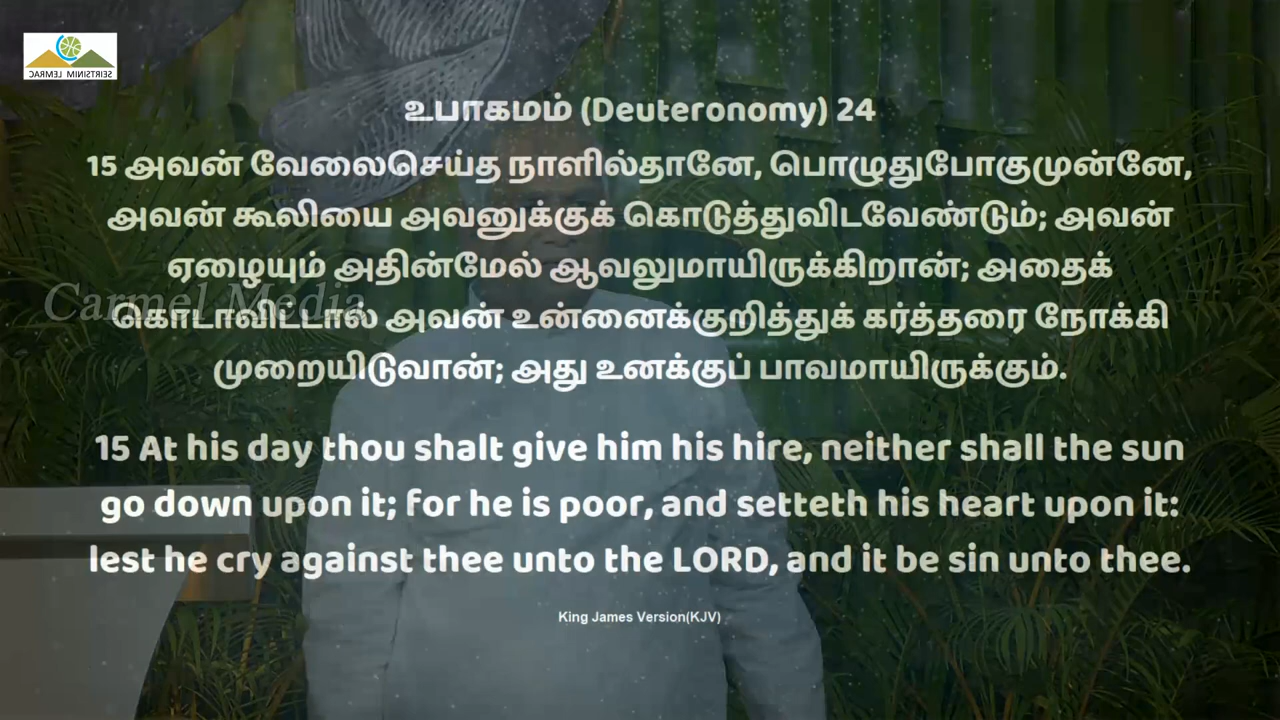 CARMEL MINISTRIES
உபாகமம் (Deuteronomy) 24
15 அவன் வேலைசெய்த நாளில்தானே, பொழுதுபோகுமுன்னே,
அவன் கூலியை அவனுக்குக் கொடுத்துவிடவேண்டும்; அவன்
ஏழையும் அதின்மேல் ஆவலுமாயிருக்கிறான்; அதைக்
Carmel Media
கொடாவிட்டால் அவன் உன்னைக்குறித்துக் கர்த்தரை நோக்கி
முறையிடுவான்; அது உனக்குப் பாவமாயிருக்கும்.
15 At his day thou shalt give him his hire, neither shall the sun
go down upon it; for he is poor, and setteth his heart upon it:
lest he cry against thee unto the LORD, and it be sin unto thee.
King James Version(KJV)